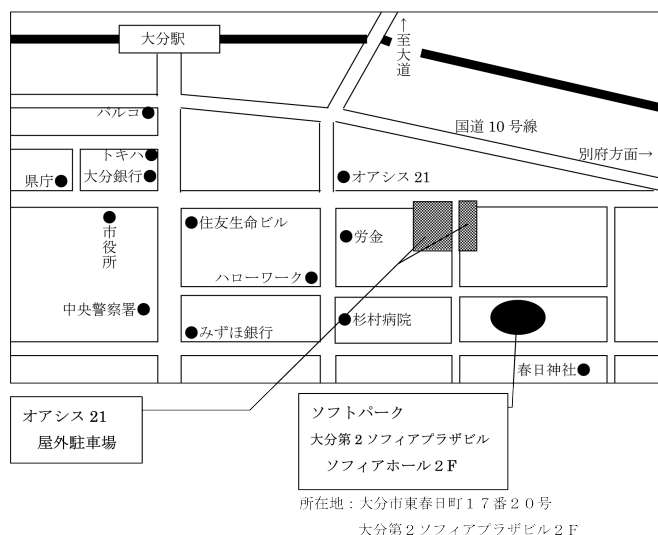 大分駅
↑至大道
国道 10 号線
別府方面→
パルコ
トキハ
大分銀行
県庁
オアシス 21
市役所
住友生命ビル
労金
ハローワーク
中央警察署
みずほ銀行
杉村病院
春日神社
オアシス 21
屋外駐車場
ソフトパーク
大分第２ソフィアプラザビル
ソフィアホール２F
所在地：大分市東春日町１７番２０号
大分第２ソフィアプラザビル２F